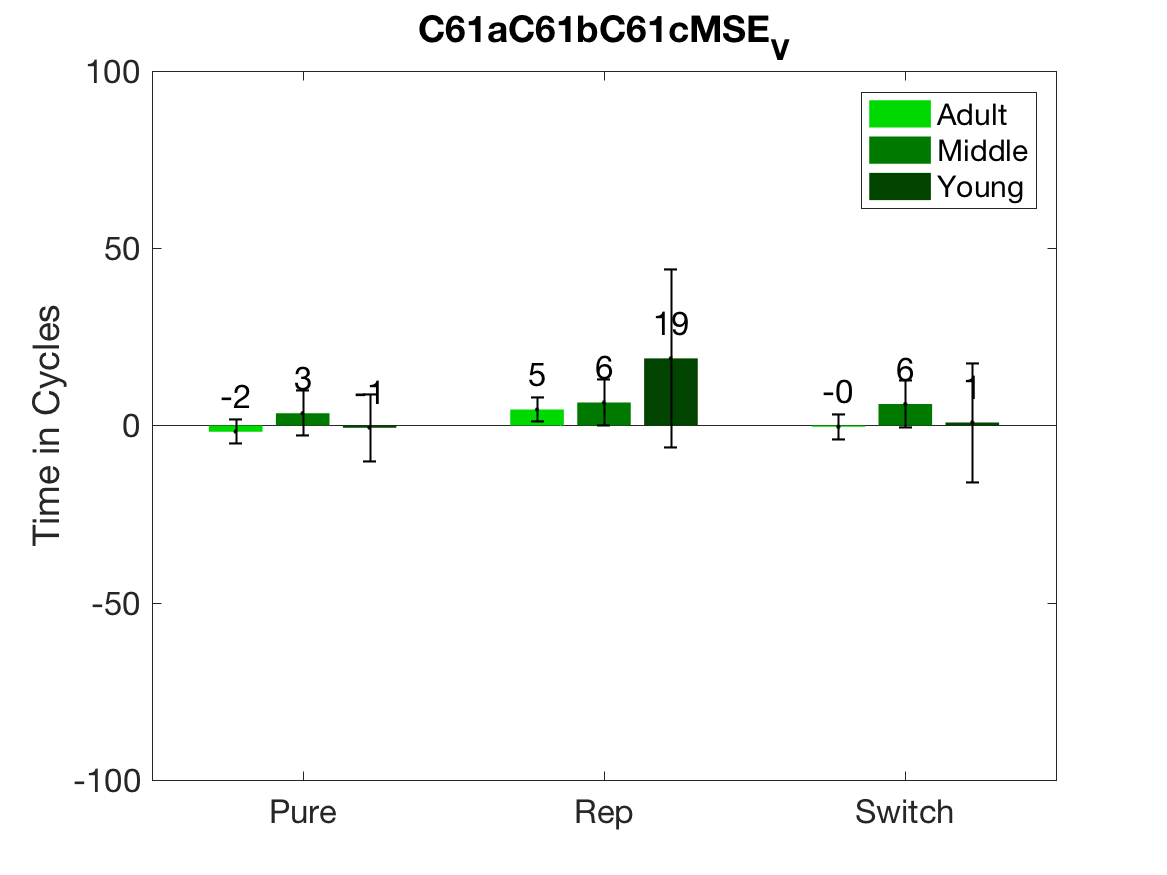 C61aC61bC61cMSEV
100
50
0
-50
-100
Time in Cycles
Adult
Middle
Young
-2
3
-1
5
6
19
-0
6
1
Pure
Rep
Switch